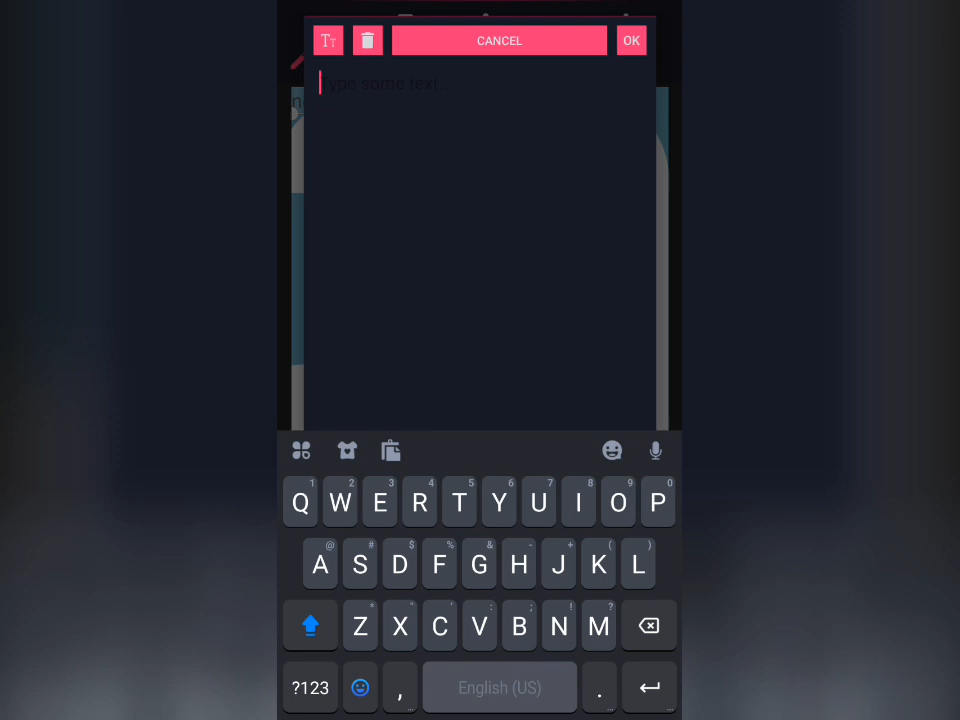 Tт CANCEL OK
Type some text...
1 2 3 4 5 6 7 8 9 0
Q W E R T Y U I O P
@ # $ % & - + ( )
A S D F G H J K L
* " ' : ; ! ?
Z X C V B N M
?123 , English (US) .